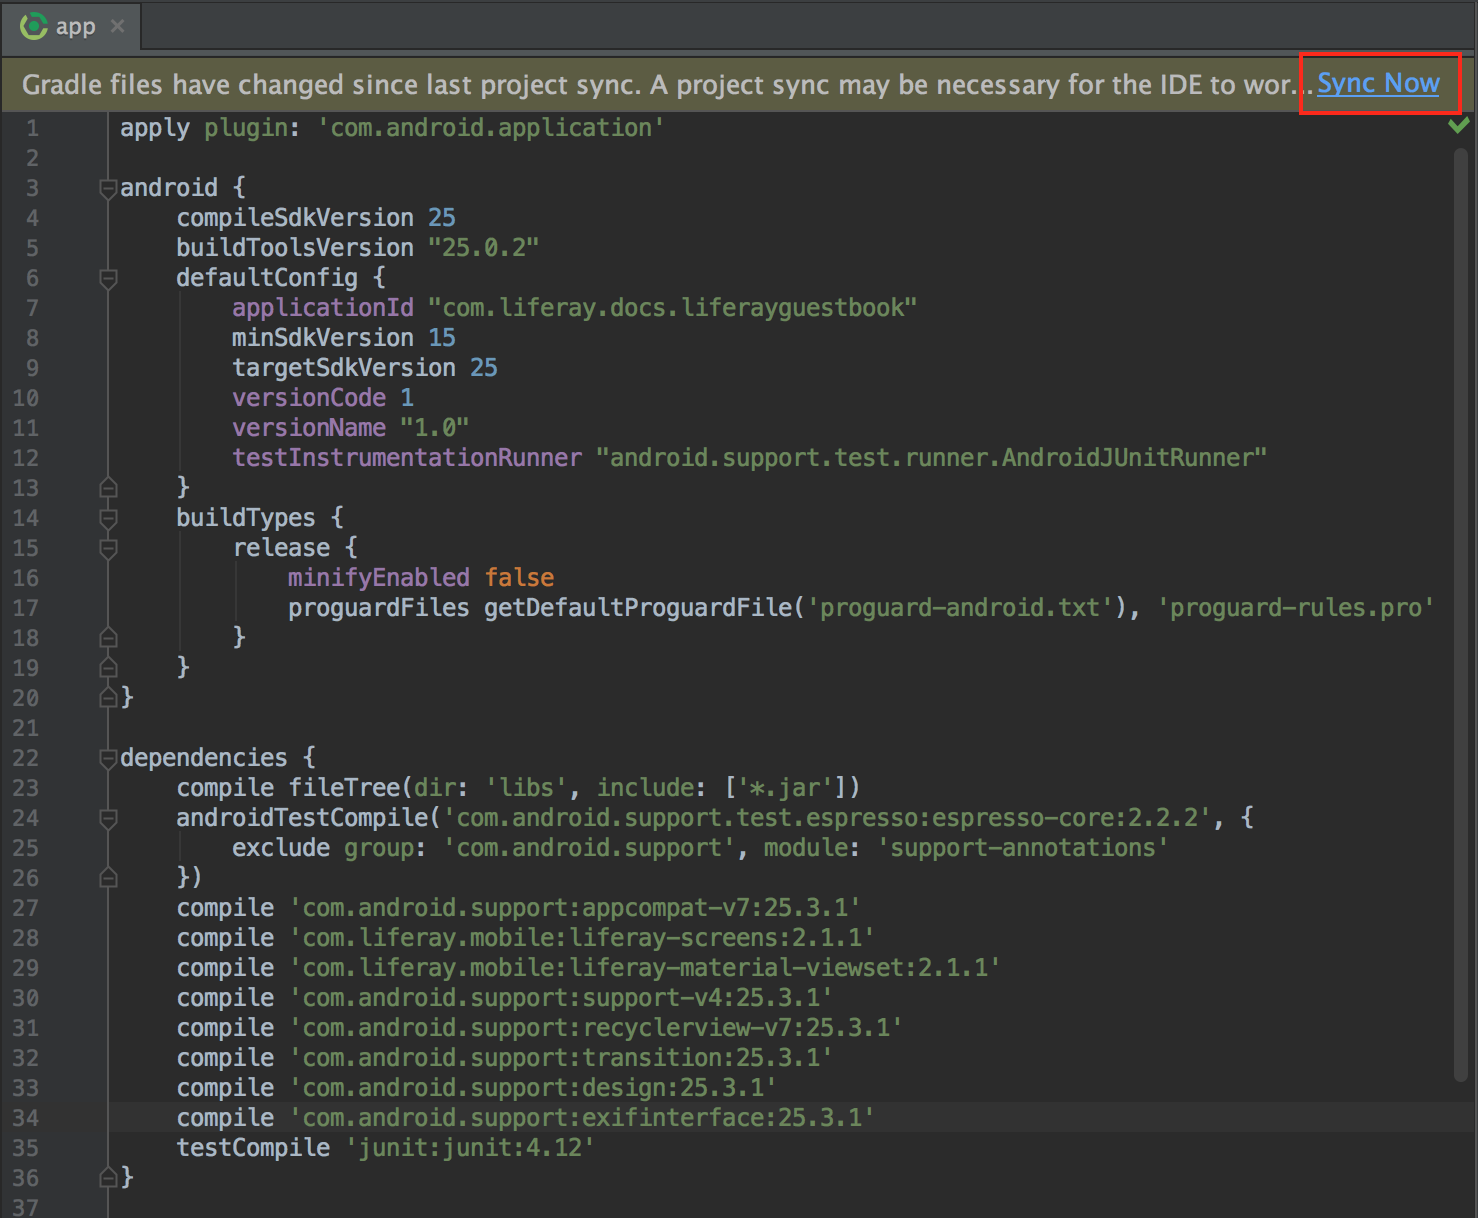 app
Gradle files have changed since last project sync. A project sync may be necessary for the IDE to wor... Sync Now
1 apply plugin: 'com.android.application'
2
3 android {
4     compileSdkVersion 25
5     buildToolsVersion "25.0.2"
6     defaultConfig {
7         applicationId "com.liferay.docs.liferayguestbook"
8         minSdkVersion 15
9         targetSdkVersion 25
10         versionCode 1
11         versionName "1.0"
12         testInstrumentationRunner "android.support.test.runner.AndroidJUnitRunner"
13     }
14     buildTypes {
15         release {
16             minifyEnabled false
17             proguardFiles getDefaultProguardFile('proguard-android.txt'), 'proguard-rules.pro'
18         }
19     }
20 }
21
22 dependencies {
23     compile fileTree(dir: 'libs', include: ['*.jar'])
24     androidTestCompile('com.android.support.test.espresso:espresso-core:2.2.2', {
25         exclude group: 'com.android.support', module: 'support-annotations'
26     })
27     compile 'com.android.support:appcompat-v7:25.3.1'
28     compile 'com.liferay.mobile:liferay-screens:2.1.1'
29     compile 'com.liferay.mobile:liferay-material-viewset:2.1.1'
30     compile 'com.android.support:support-v4:25.3.1'
31     compile 'com.android.support:recyclerview-v7:25.3.1'
32     compile 'com.android.support:transition:25.3.1'
33     compile 'com.android.support:design:25.3.1'
34     compile 'com.android.support:exifinterface:25.3.1'
35     testCompile 'junit:junit:4.12'
36 }
37